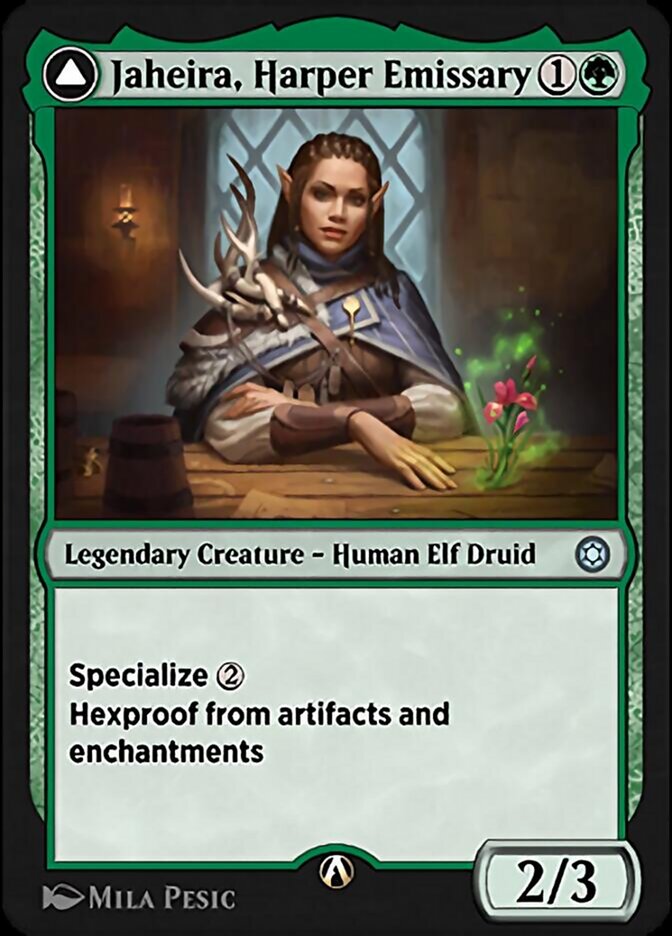 Jaheira, Harper Emissary 1
Legendary Creature – Human Elf Druid
Specialize 2
Hexproof from artifacts and
enchantments
2/3
Mila Pesic